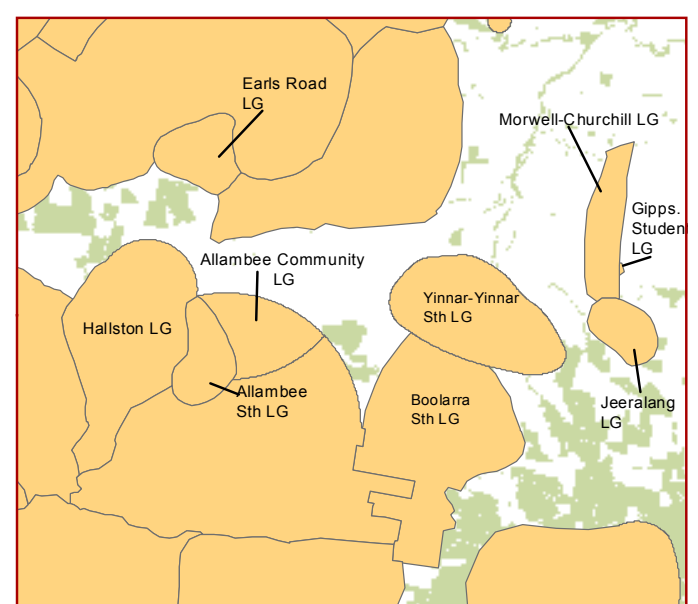 Earls Road
LG
Morwell-Churchill LG
Gipps.
Studen
LG
Allambee Community
LG
Yinnar-Yinnar
Sth LG
Hallston LG
Allambee
Sth LG
Boolarra
Sth LG
Jeeralang
LG